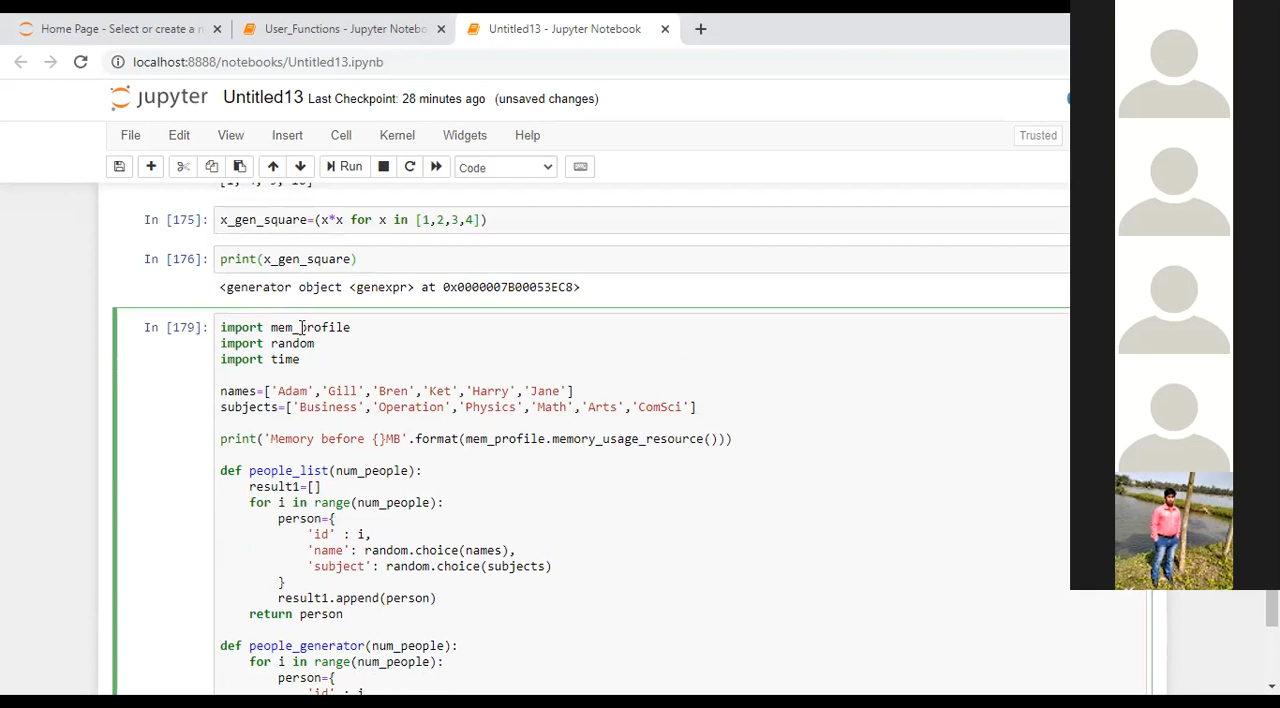 Home Page - Select or create a n
User_Functions - Jupyter Notebo
Untitled13 - Jupyter Notebook
localhost:8888/notebooks/Untitled13.ipynb
jupyter Untitled13 Last Checkpoint: 28 minutes ago (unsaved changes)
File Edit View Insert Cell Kernel Widgets Help Trusted
Run Code
In [175]: x_gen_square=(x*x for x in [1,2,3,4])
In [176]: print(x_gen_square)
<generator object <genexpr> at 0x0000007B00053EC8>
In [179]: import mem_profile
import random
import time
names=['Adam','Gill','Bren','Ket','Harry','Jane']
subjects=['Business','Operation','Physics','Math','Arts','ComSci']
print('Memory before {}MB'.format(mem_profile.memory_usage_resource()))
def people_list(num_people):
result1=[]
for i in range(num_people):
person={
'id' : i,
'name': random.choice(names),
'subject': random.choice(subjects)
}
result1.append(person)
return person
def people_generator(num_people):
for i in range(num_people):
person={
'id' : i,